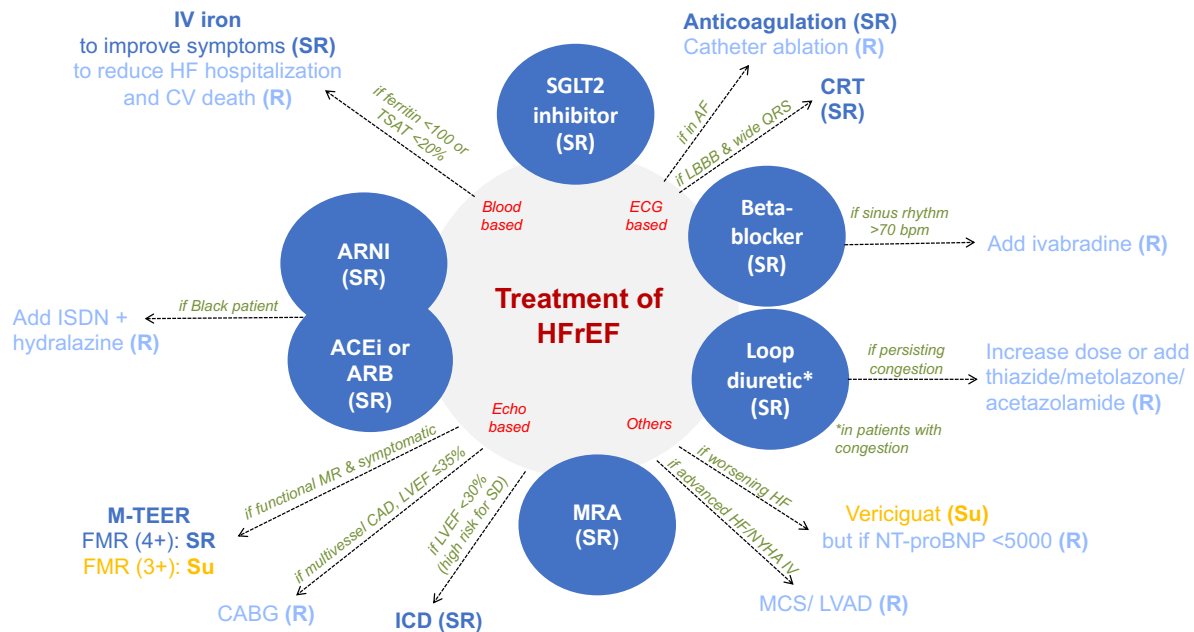 IV iron
to improve symptoms (SR)
to reduce HF hospitalization
and CV death (R)
if ferritin <100 or
TSAT <20%
SGLT2
inhibitor
(SR)
Anticoagulation (SR)
Catheter ablation (R)
if in AF
CRT
(SR)
if LBBB & wide QRS
Blood
based
ECG
based
Beta-
blocker
(SR)
if sinus rhythm
>70 bpm
Add ivabradine (R)
ARNI
(SR)
if Black patient
Add ISDN +
hydralazine (R)
ACEi or
ARB
(SR)
Treatment of
HFrEF
Loop
diuretic*
(SR)
if persisting
congestion
Increase dose or add
thiazide/metolazone/
acetazolamide (R)
*in patients with
congestion
Echo
based
Others
if functional MR & symptomatic
M-TEER
FMR (4+): SR
FMR (3+): Su
if multivessel CAD, LVEF ≤35%
CABG (R)
if LVEF <30%
(high risk for SD)
ICD (SR)
MRA
(SR)
if worsening HF
Vericiguat (Su)
but if NT-proBNP <5000 (R)
if advanced HF/NYHA IV
MCS/ LVAD (R)